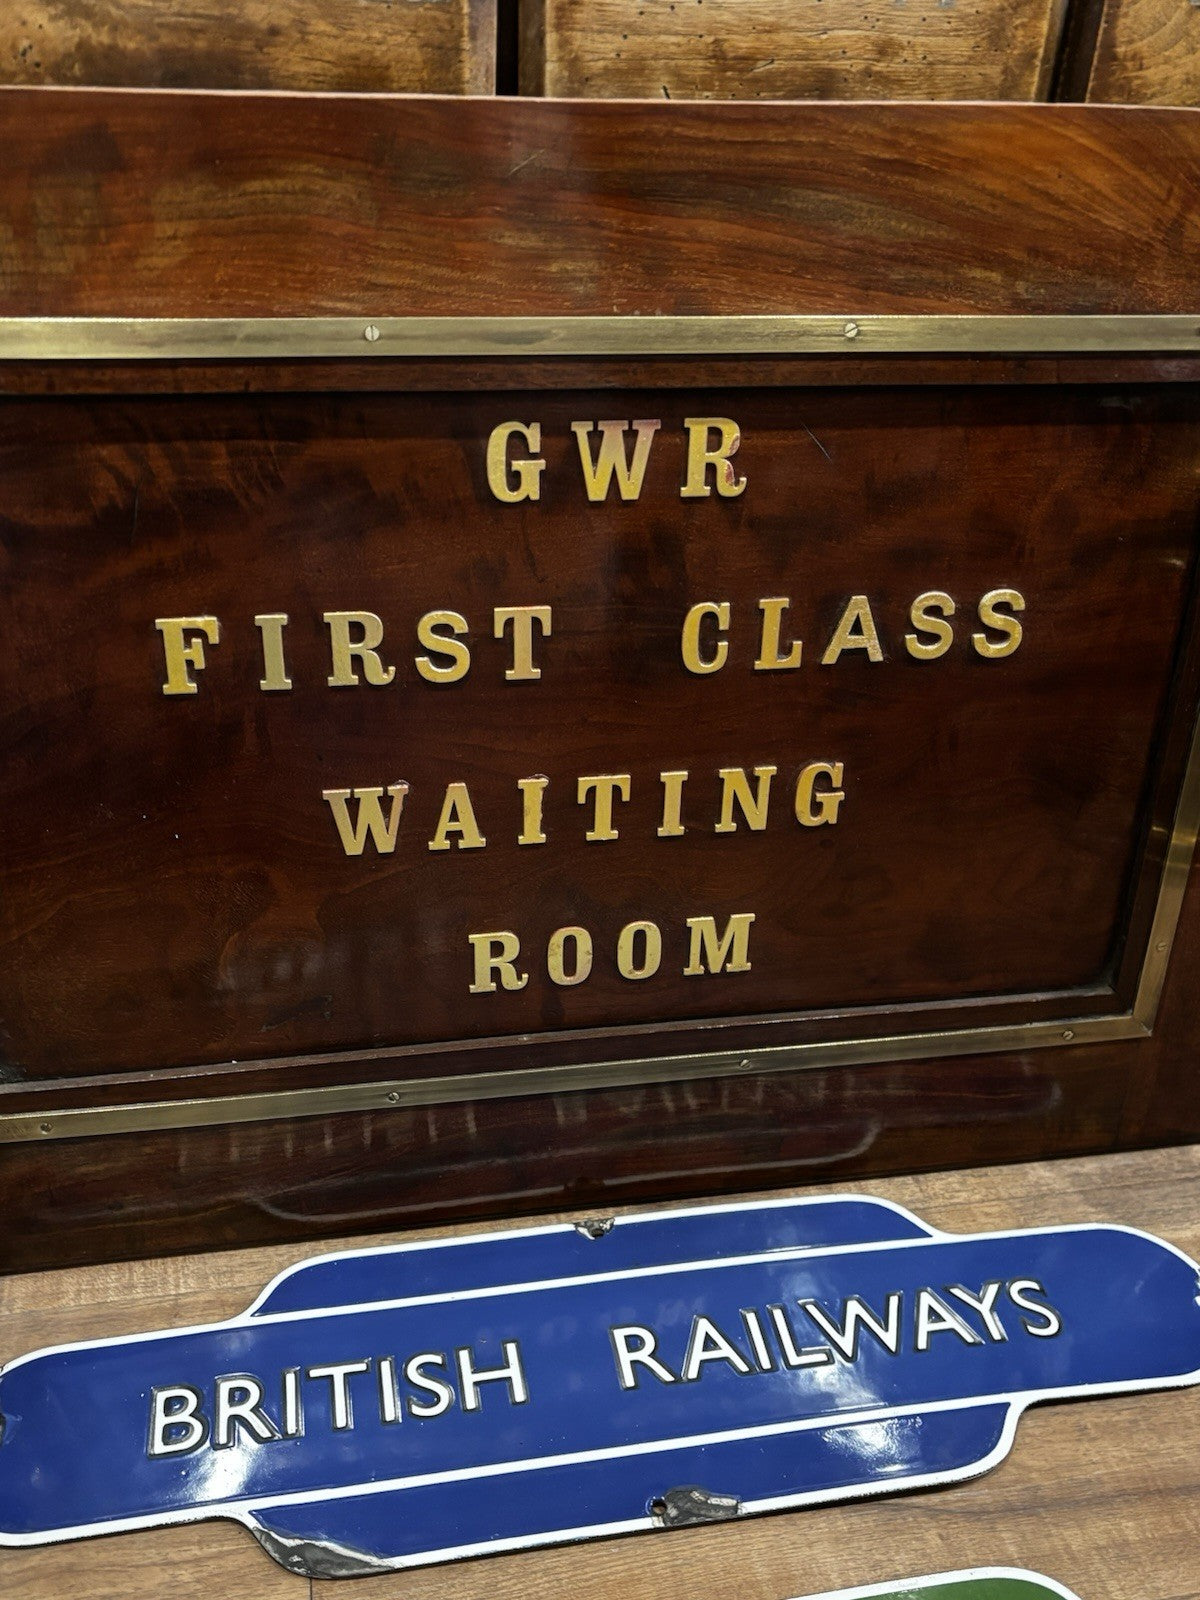 GWR
FIRST CLASS
WAITING
ROOM
BRITISH RAILWAYS